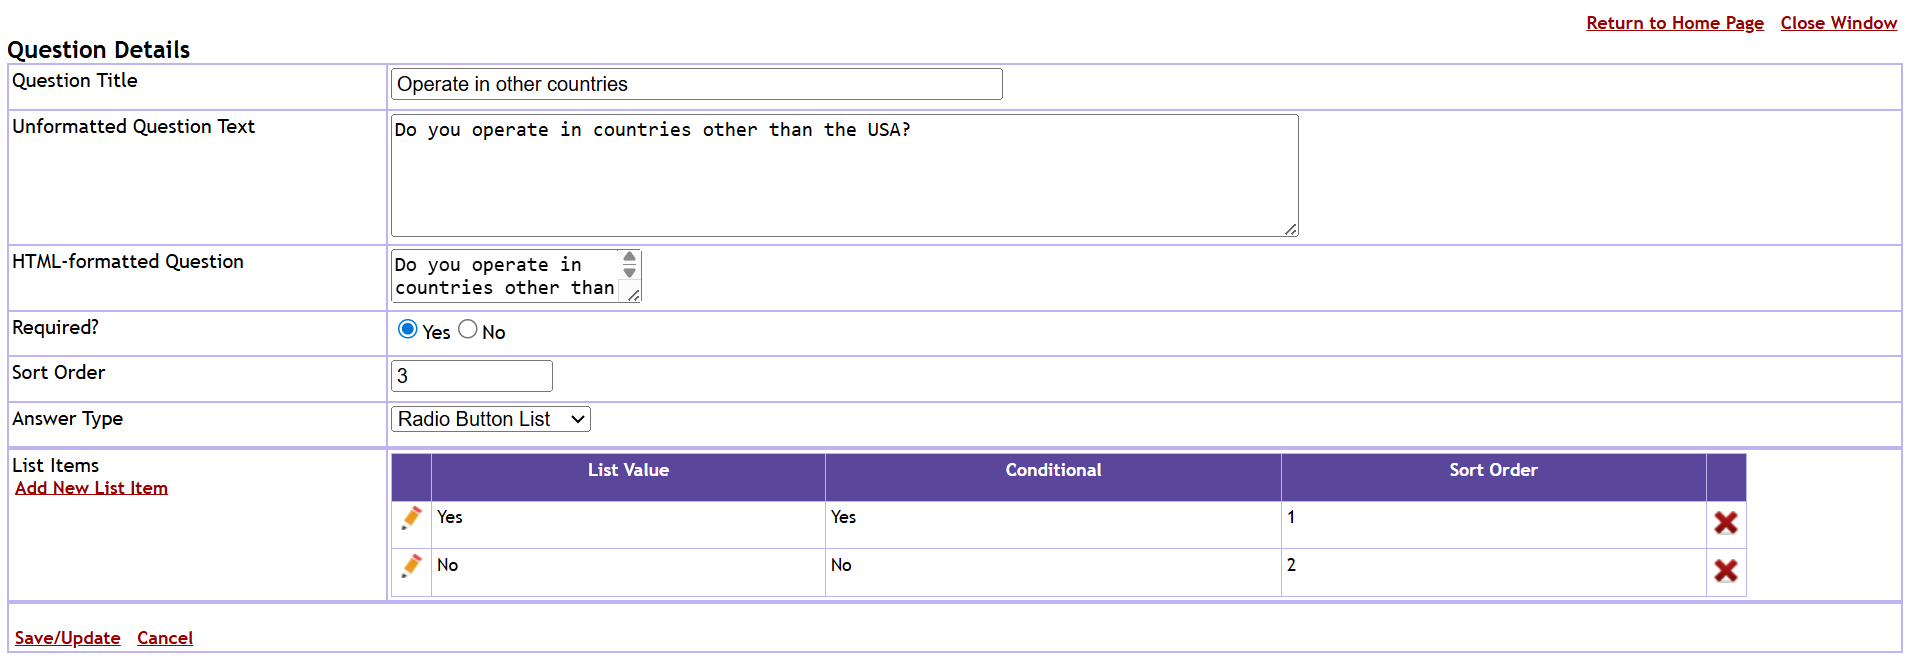 Return to Home Page Close Window
Question Details
Question Title
Operate in other countries
Unformatted Question Text
Do you operate in countries other than the USA?
HTML-formatted Question
Do you operate in
countries other than
Required?
Yes No
Sort Order
3
Answer Type
Radio Button List
List Items
Add New List Item
List Value Conditional Sort Order
Yes Yes 1
No No 2
Save/Update Cancel